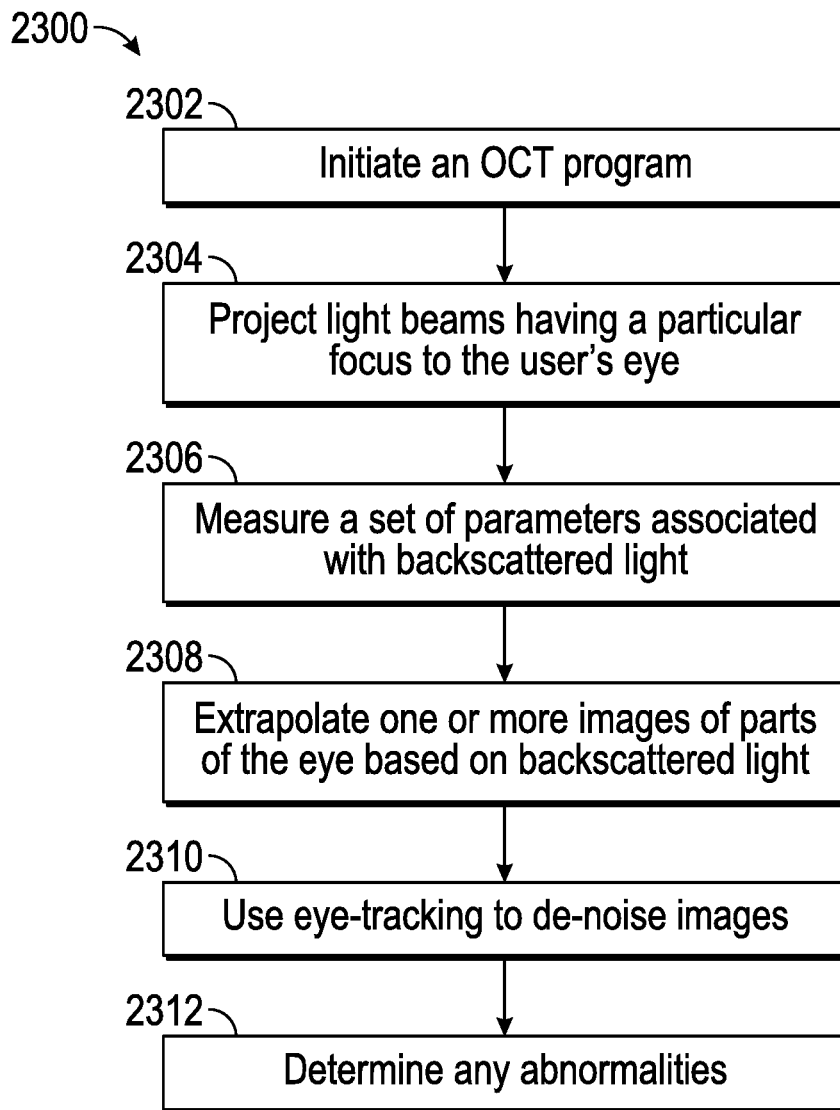 2300
2302
Initiate an OCT program
2304
Project light beams having a particular
focus to the user's eye
2306
Measure a set of parameters associated
with backscattered light
2308
Extrapolate one or more images of parts
of the eye based on backscattered light
2310
Use eye-tracking to de-noise images
2312
Determine any abnormalities